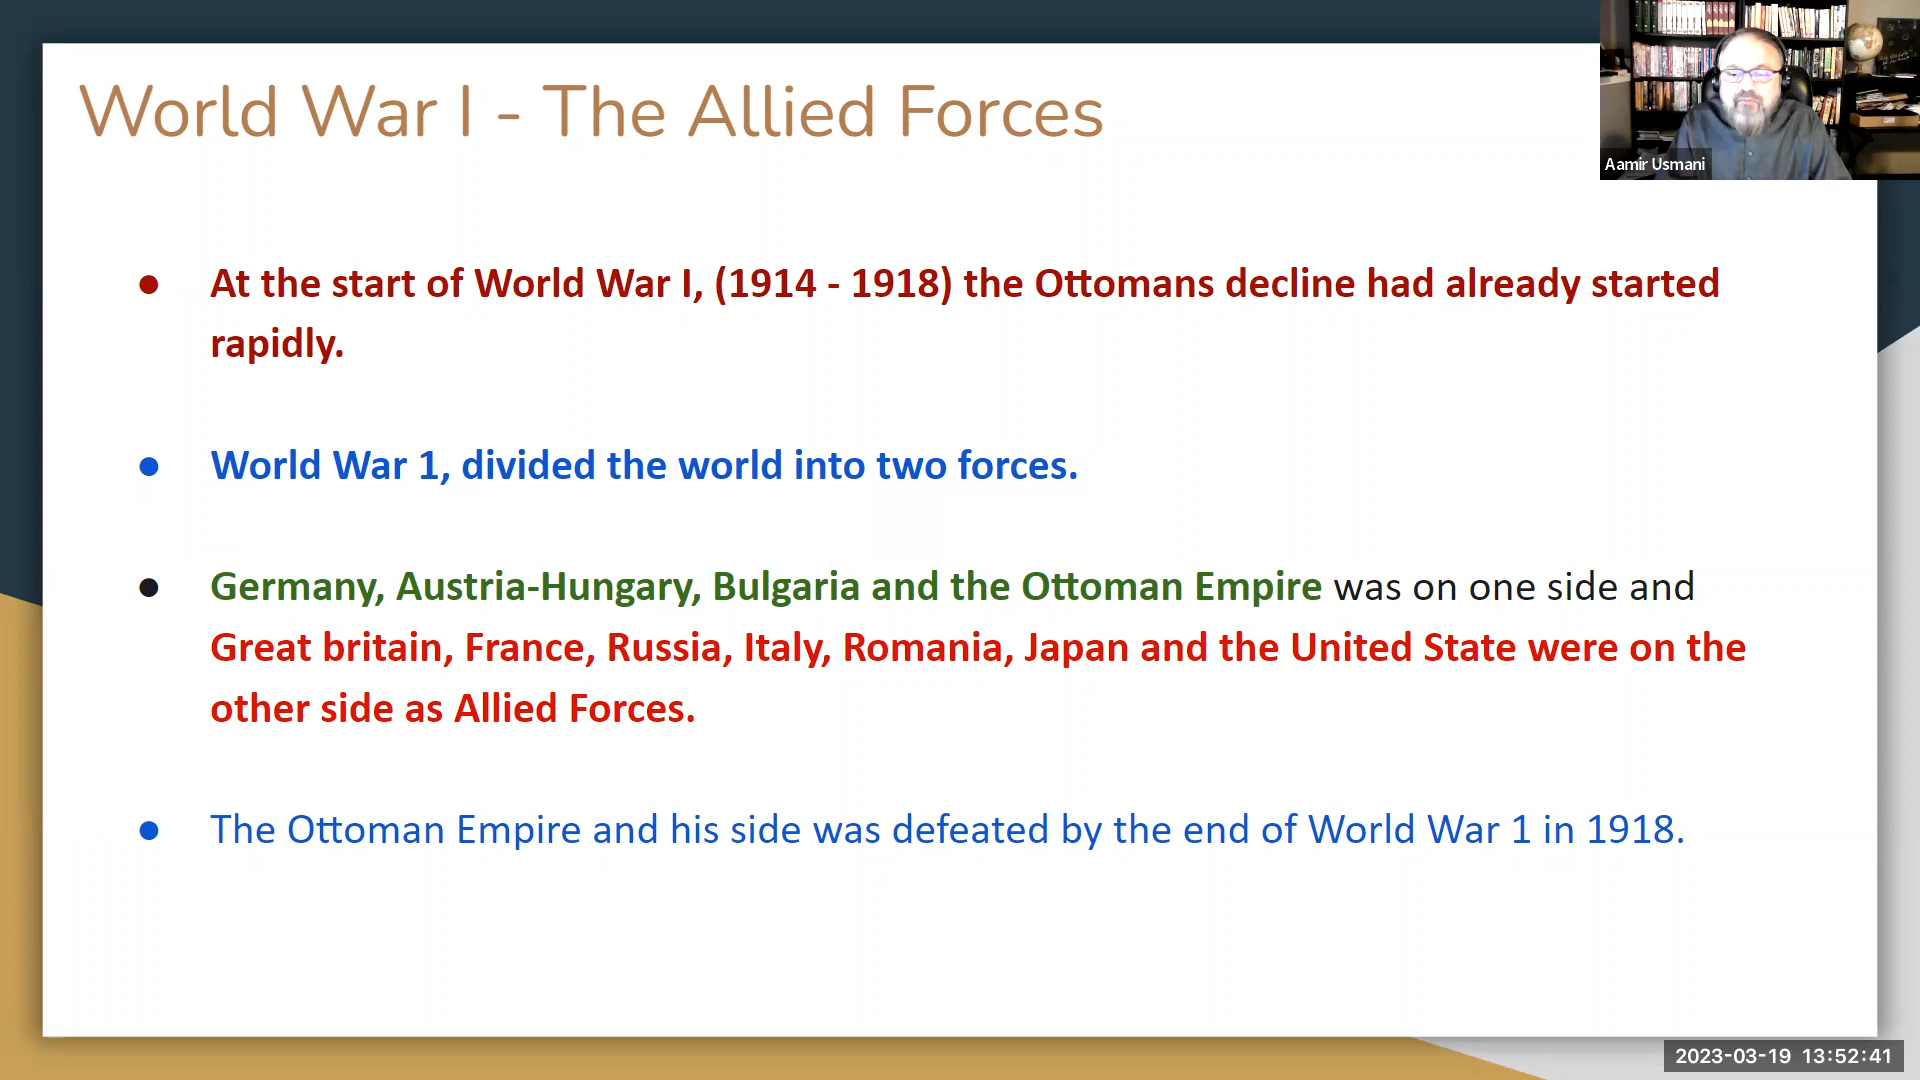 World War I - The Allied Forces
Aamir Usmani
● At the start of World War I, (1914 - 1918) the Ottomans decline had already started
rapidly.
● World War 1, divided the world into two forces.
● Germany, Austria-Hungary, Bulgaria and the Ottoman Empire was on one side and
Great britain, France, Russia, Italy, Romania, Japan and the United State were on the
other side as Allied Forces.
● The Ottoman Empire and his side was defeated by the end of World War 1 in 1918.
2023-03-19 13:52:41